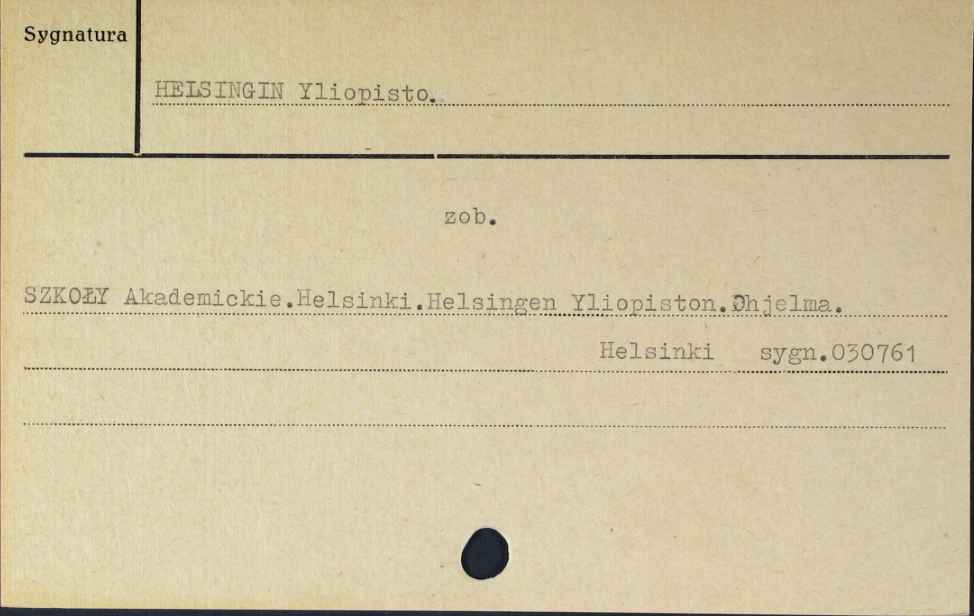 Sygnatura
HELSINGIN Yliopisto.
zob.
SZKOŁY Akademickie.Helsinki.Helsingen Yliopiston.Ohjelma.
Helsinki sygn.030761